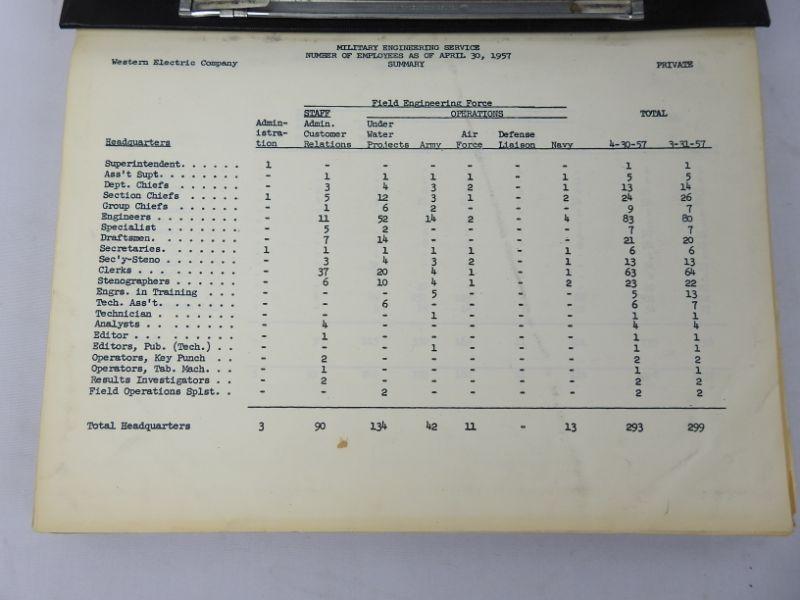 MILITARY ENGINEERING SERVICE
NUMBER OF EMPLOYEES AS OF APRIL 30, 1957
Western Electric Company SUMMARY PRIVATE
Field Engineering Force
STAFF OPERATIONS TOTAL
Admin- Admin. Under
istra- Customer Water Air Defense
Headquarters tion Relations Projects Army Force Liaison Navy 4-30-57 3-31-57
Superintendent. . . . . . 1 - - - - - - 1 1
Ass't Supt. . . . . . . . - 1 1 1 1 - 1 5 5
Dept. Chiefs . . . . . . - 3 4 3 2 - 1 13 14
Section Chiefs . . . . . 1 5 12 3 1 - 2 24 26
Group Chiefs . . . . . . - 1 6 2 - - - 9 7
Engineers . . . . . . . . - 11 52 14 2 - 4 83 80
Specialist . . . . . . . - 5 2 - - - - 7 7
Draftsmen. . . . . . . . - 7 14 - - - - 21 20
Secretaries. . . . . . . 1 1 1 1 1 - 1 6 6
Sec'y-Steno . . . . . . . - 3 4 3 2 - 1 13 13
Clerks . . . . . . . . . - 37 20 4 1 - 1 63 64
Stenographers . . . . . . - 6 10 4 1 - 2 23 22
Engrs. in Training . . . - - - 5 - - - 5 13
Tech. Ass't. . . . . . . - - 6 - - - - 6 7
Technician . . . . . . . - - - 1 - - - 1 1
Analysts . . . . . . . . - 4 - - - - - 4 4
Editor . . . . . . . . . - 1 - - - - - 1 1
Editors, Pub. (Tech.) . . - - - 1 - - - 1 1
Operators, Key Punch . . - 2 - - - - - 2 2
Operators, Tab. Mach. . . - 1 - - - - - 1 1
Results Investigators . . - 2 - - - - - 2 2
Field Operations Splst. . . - - 2 - - - - 2 2
Total Headquarters 3 90 134 42 11 - 13 293 299